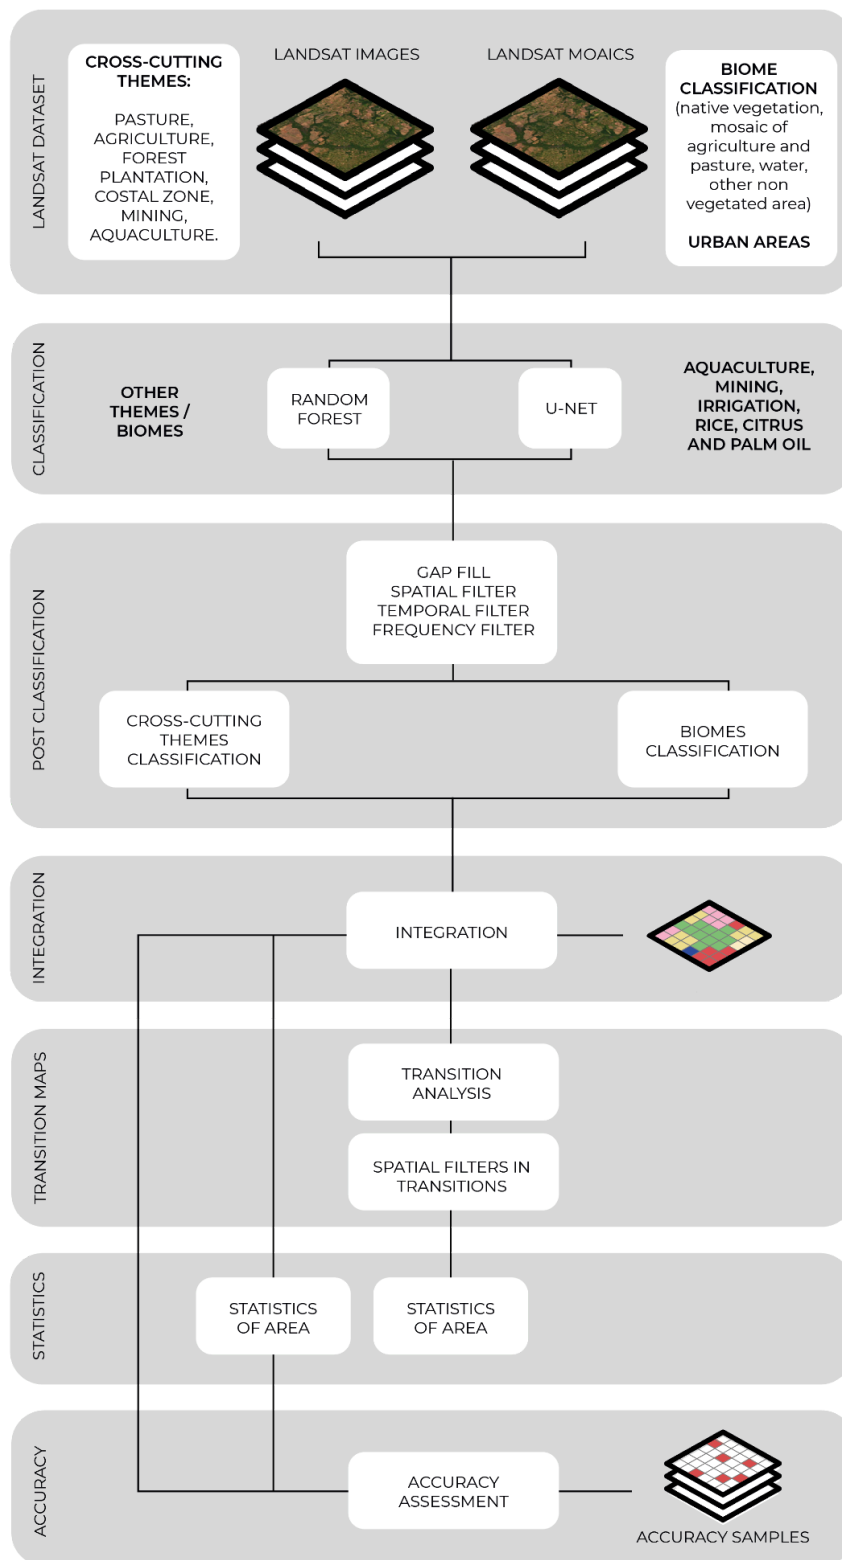 LANDSAT DATASET
CROSS-CUTTING
THEMES:
PASTURE,
AGRICULTURE,
FOREST
PLANTATION,
COSTAL ZONE,
MINING,
AQUACULTURE.
LANDSAT IMAGES
LANDSAT MOAICS
BIOME
CLASSIFICATION
(native vegetation,
mosaic of
agriculture and
pasture, water,
other non
vegetated area)
URBAN AREAS
CLASSIFICATION
OTHER
THEMES /
BIOMES
RANDOM
FOREST
U-NET
AQUACULTURE,
MINING,
IRRIGATION,
RICE, CITRUS
AND PALM OIL
POST CLASSIFICATION
GAP FILL
SPATIAL FILTER
TEMPORAL FILTER
FREQUENCY FILTER
CROSS-CUTTING
THEMES
CLASSIFICATION
BIOMES
CLASSIFICATION
INTEGRATION
INTEGRATION
TRANSITION MAPS
TRANSITION
ANALYSIS
SPATIAL FILTERS IN
TRANSITIONS
STATISTICS
STATISTICS
OF AREA
STATISTICS
OF AREA
ACCURACY
ACCURACY
ASSESSMENT
ACCURACY SAMPLES